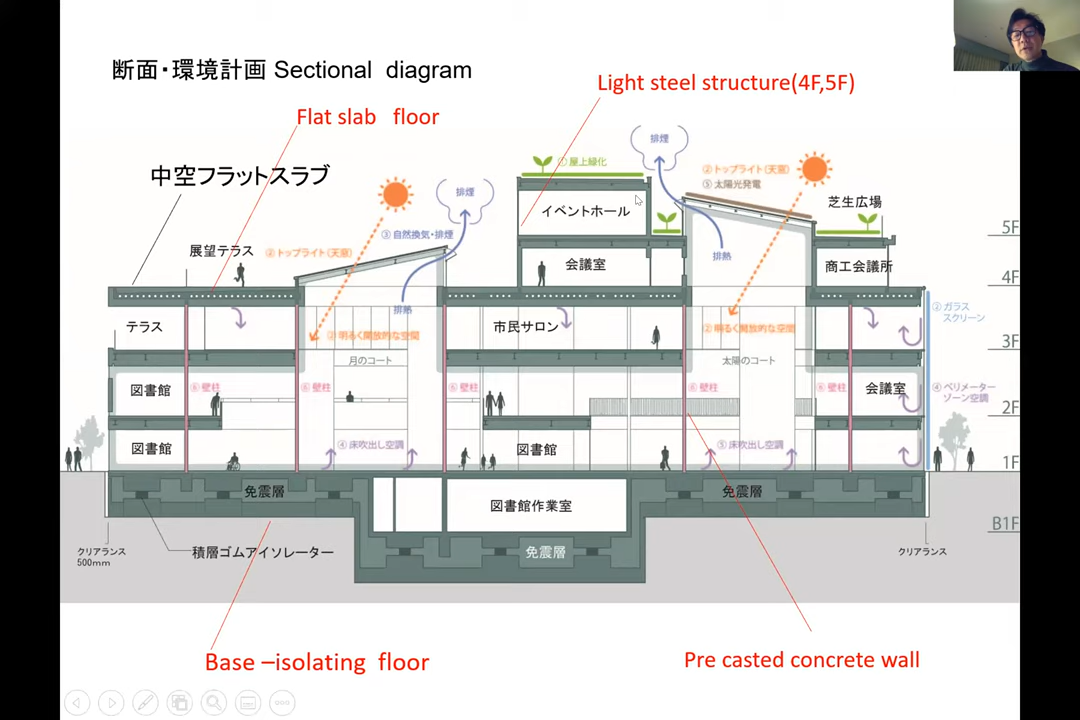 断面・環境計画 Sectional diagram
Light steel structure(4F,5F)
Flat slab floor
中空フラットスラブ
排煙
排煙
①屋上緑化
②トップライト(天窓)
⑤太陽光発電
芝生広場
イベントホール
③自然換気・排煙
展望テラス
②トップライト(天窓)
5F
会議室
排熱
商工会議所
4F
排熱
テラス
②明るく開放的な空間
市民サロン
②明るく開放的な空間
②ガラス
スクリーン
3F
月のコート
太陽のコート
図書館
⑥壁柱
⑥壁柱
⑥壁柱
⑥壁柱
⑥壁柱
会議室
④ペリメーター
ゾーン空調
2F
図書館
④床吹出し空調
図書館
⑤床吹出し空調
1F
免震層
図書館作業室
免震層
B1F
クリアランス
500mm
積層ゴムアイソレーター
免震層
クリアランス
Base –isolating floor
Pre casted concrete wall